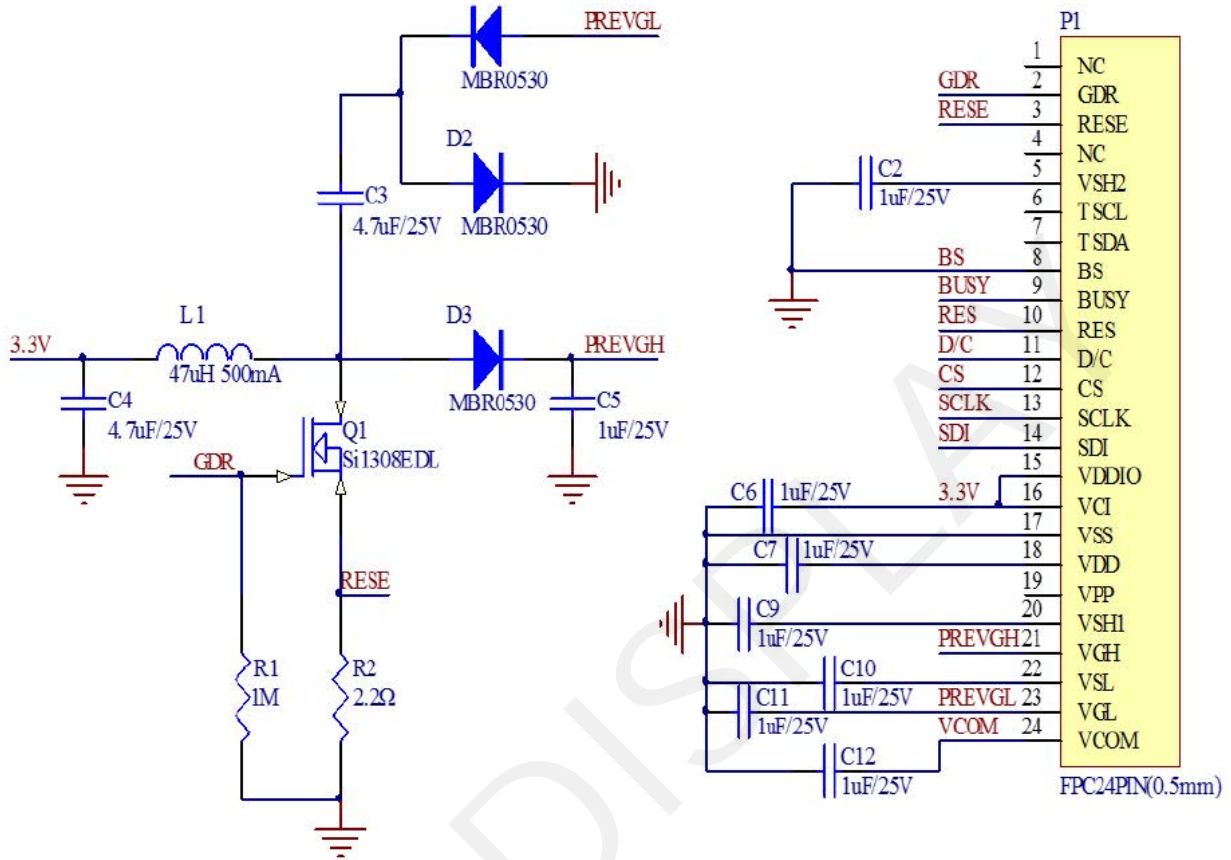 PREVGL
MBR0530
D2
MBR0530
C3
4.7uF/25V
L1
3.3V
47uH 500mA
D3
PREVGH
MBR0530
C4
4.7uF/25V
C5
1uF/25V
Q1
Si1308EDL
GDR
RESE
R1
1M
R2
2.2Ω
P1
1 NC
GDR 2 GDR
RESE 3 RESE
4 NC
C2
1uF/25V
5 VSH2
6 TSCL
7 TSDA
BS 8 BS
BUSY 9 BUSY
RES 10 RES
D/C 11 D/C
CS 12 CS
SCLK 13 SCLK
SDI 14 SDI
15 VDDIO
C6 1uF/25V 3.3V 16 VCI
17 VSS
C7 1uF/25V 18 VDD
19 VPP
C9
1uF/25V
20 VSH1
PREVGH 21 VGH
C10
1uF/25V
22 VSL
C11
1uF/25V
PREVGL 23 VGL
VCOM 24 VCOM
C12
1uF/25V
FPC24PIN(0.5mm)
DISPLAY